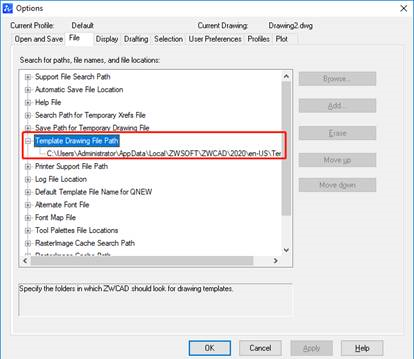 Options
Current Profile: Default Current Drawing: Drawing2.dwg
Open and Save File Display Drafting Selection User Preferences Profiles Plot
Search for paths, file names, and file locations:
Support File Search Path
Automatic Save File Location
Help File
Search Path for Temporary Xrefs File
Save Path for Temporary Drawing File
Template Drawing File Path
C:\Users\Administrator\AppData\Local\ZWSOFT\ZWCAD\2020\en-US\Ter
Printer Support File Path
Log File Location
Default Template File Name for QNEW
Alternate Font File
Font Map File
Tool Palettes File Locations
RasterImage Cache Search Path
RasterImage Cache Path
Browse...
Add...
Erase
Move up
Move down
Specify the folders in which ZWCAD should look for drawing templates.
OK Cancel Apply Help